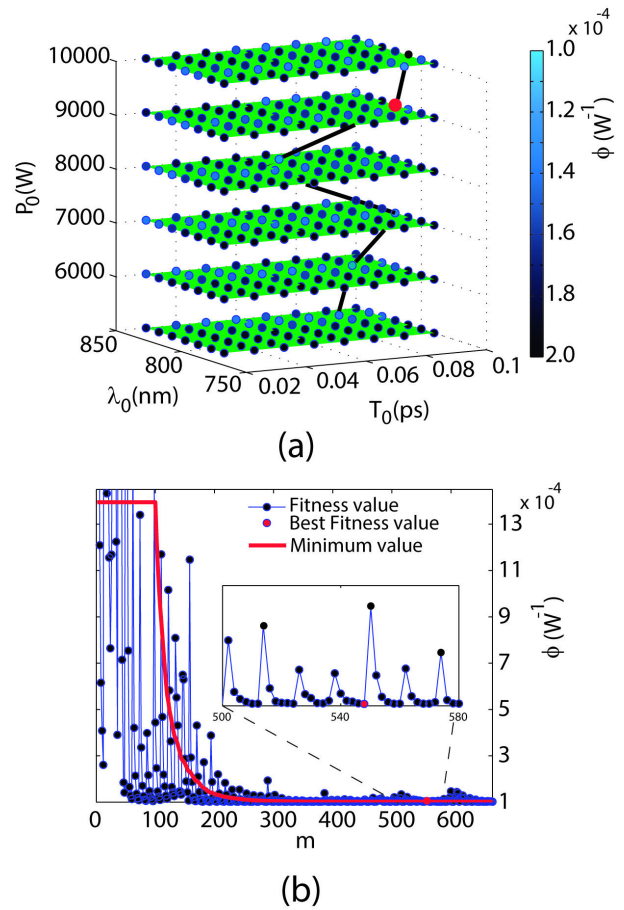 10000
9000
8000
7000
6000
P₀(W)
850
800
750
λ₀(nm)
0.02
0.04
0.06
0.08
0.1
T₀(ps)
x 10⁻⁴
1.0
1.2
1.4
1.6
1.8
2.0
ϕ (W⁻¹)
(a)
Fitness value
Best Fitness value
Minimum value
x 10⁻⁴
13
11
9
7
5
3
1
ϕ (W⁻¹)
500
540
580
0
100
200
300
400
500
600
m
(b)